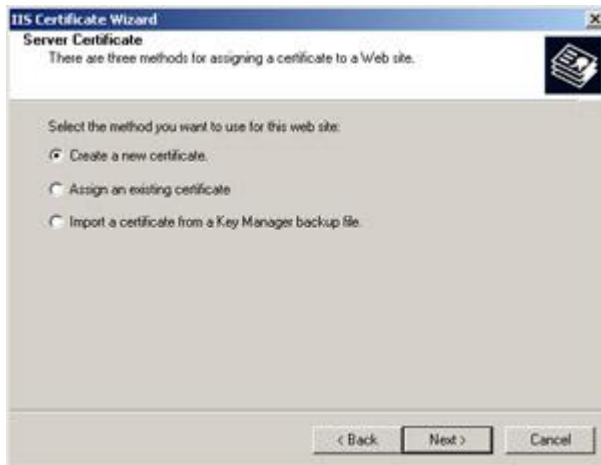 IIS Certificate Wizard
Server Certificate
There are three methods for assigning a certificate to a Web site.
Select the method you want to use for this web site:
Create a new certificate.
Assign an existing certificate
Import a certificate from a Key Manager backup file.
< Back Next > Cancel